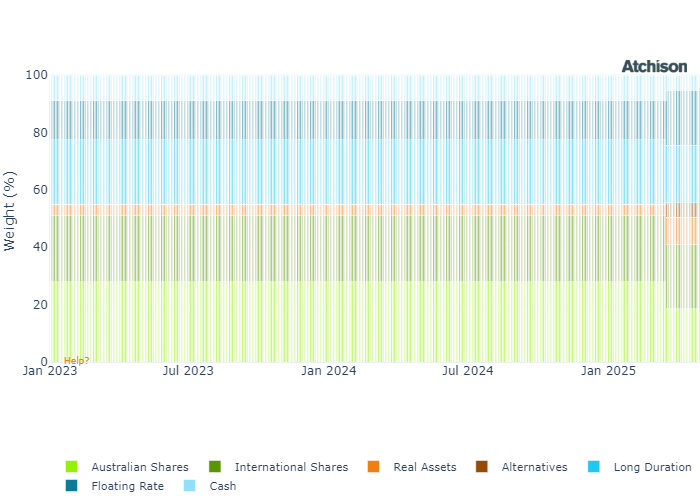 Atchison
100
80
60
40
20
0
Weight (%)
Help?
Jan 2023 Jul 2023 Jan 2024 Jul 2024 Jan 2025
Australian Shares International Shares Real Assets Alternatives Long Duration
Floating Rate Cash